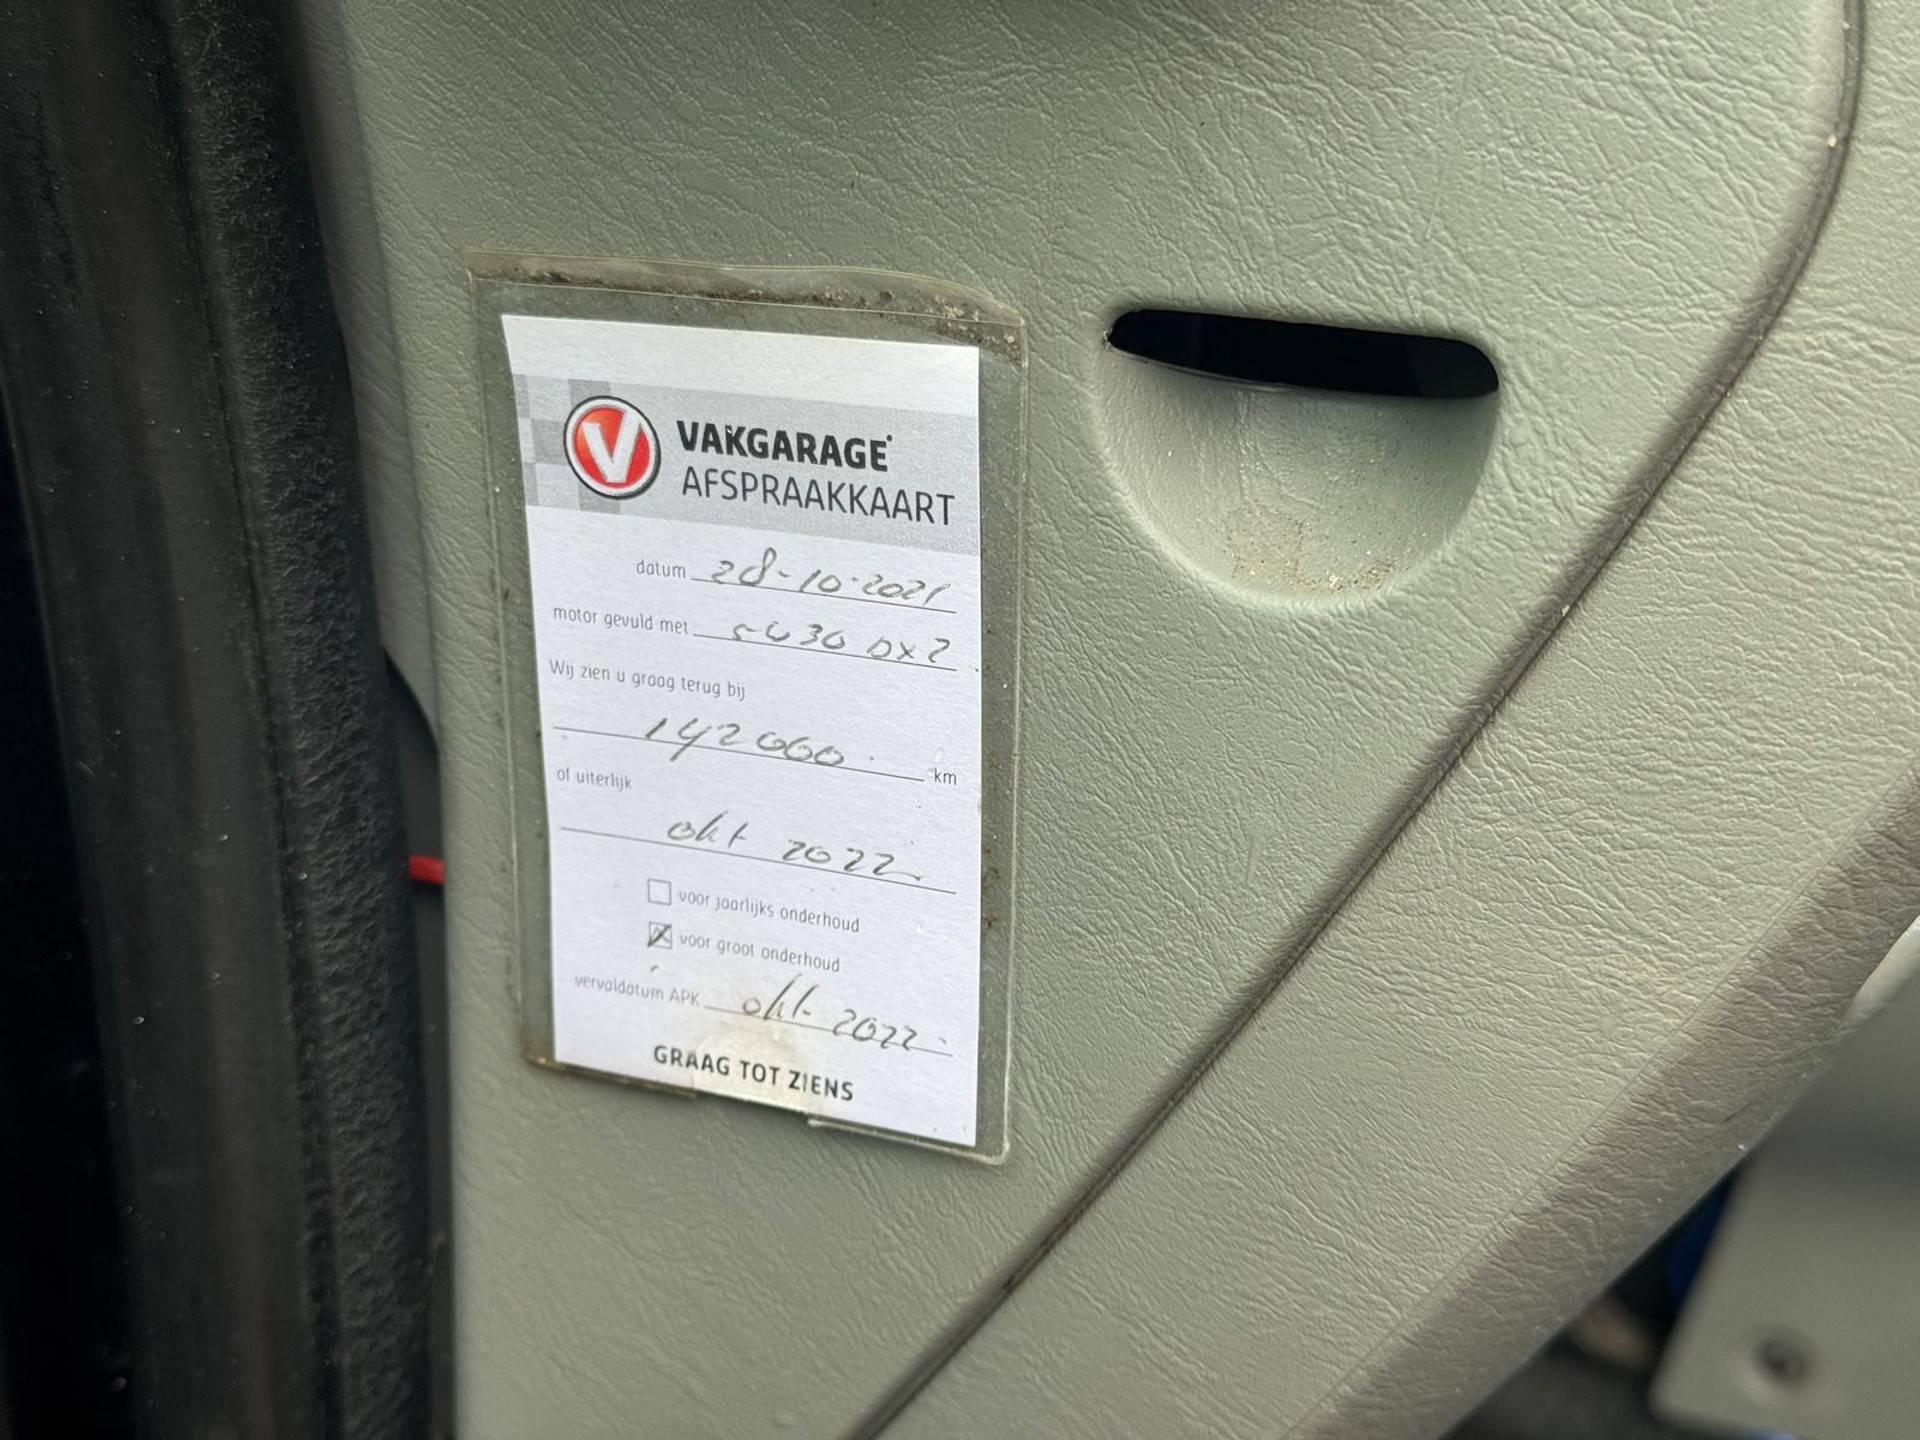 V VAKGARAGE
AFSPRAAKKAART
datum 28-10-2021
motor gevuld met 5W30 DX2
Wij zien u graag terug bij
142000 km
of uiterlijk
okt 2022
voor jaarlijks onderhoud
voor groot onderhoud
vervaldatum APK okt 2022
GRAAG TOT ZIENS